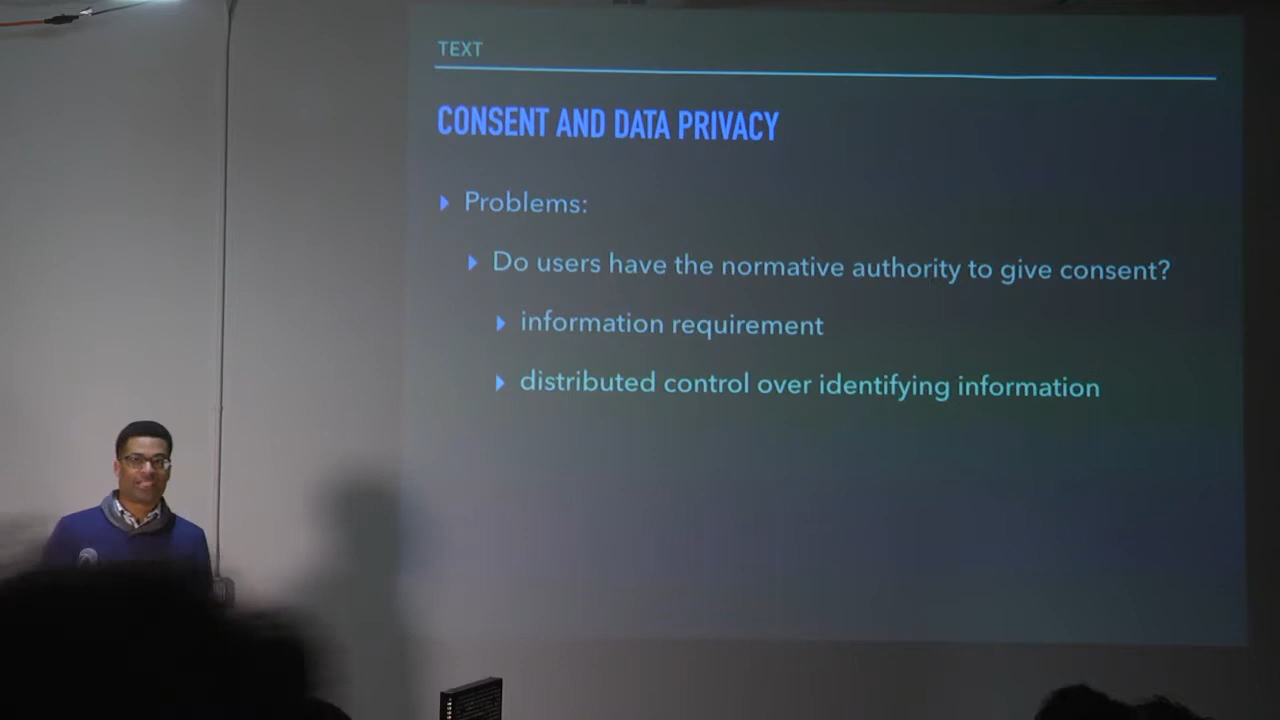 TEXT
CONSENT AND DATA PRIVACY
Problems:
Do users have the normative authority to give consent?
information requirement
distributed control over identifying information